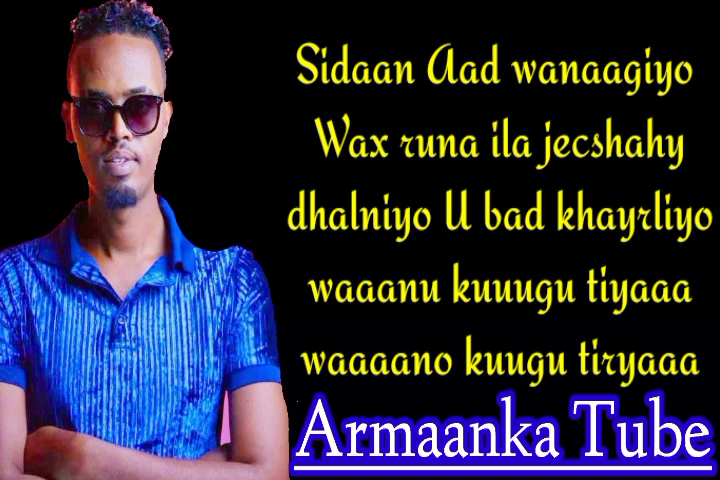 Sidaan Aad wanaagiyo
Wax runa ila jecshahy
dhalniyo U bad khayrliyo
waaanu kuuugu tiyaaa
waaaano kuugu tiryaaa
Armaanka Tube